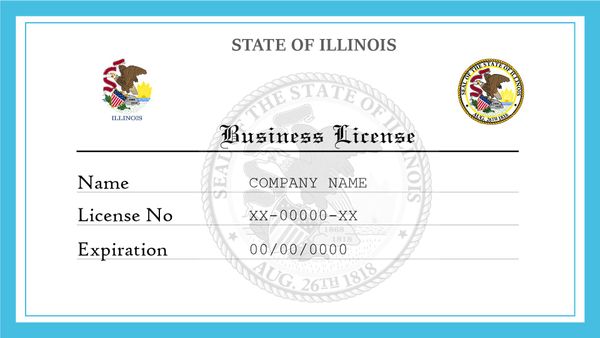 STATE OF ILLINOIS
ILLINOIS
SEAL OF THE STATE OF ILLINOIS
AUG. 26TH 1818
Business License
SEAL OF THE STATE OF ILLINOIS
Name COMPANY NAME
License No XX-00000-XX
1868
1818
Expiration 00/00/0000
AUG. 26TH 1818